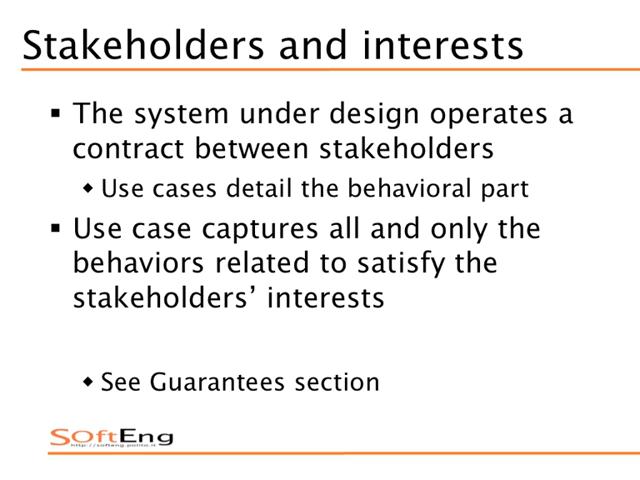 Stakeholders and interests
▪ The system under design operates a
contract between stakeholders
◆ Use cases detail the behavioral part
▪ Use case captures all and only the
behaviors related to satisfy the
stakeholders’ interests
◆ See Guarantees section
SOftEng
http://softeng.polito.it